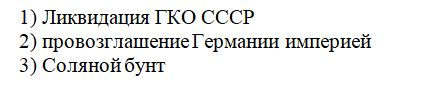 1) Ликвидация ГКО СССР
2) провозглашение Германии империей
3) Соляной бунт